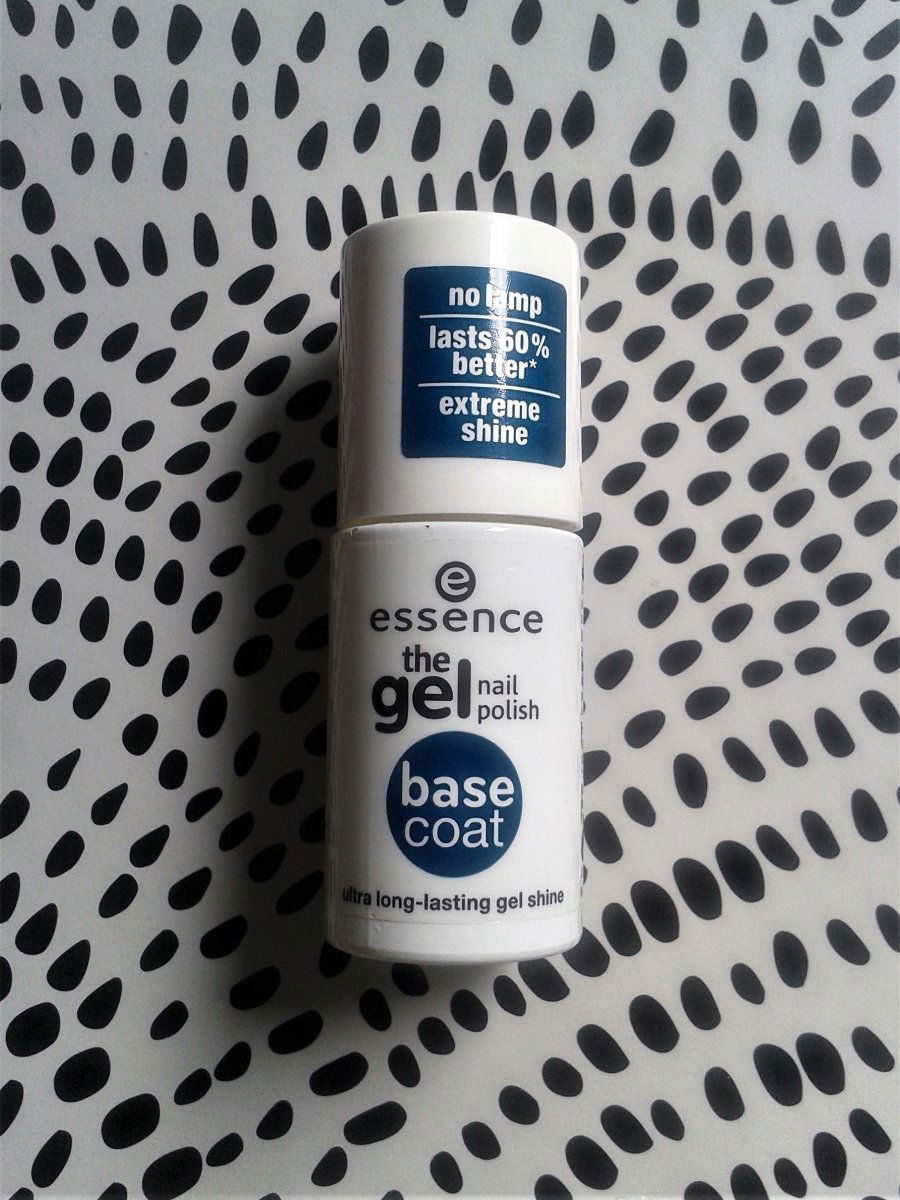 no lamp
lasts 60%
better*
extreme
shine
e
essence
the
gel nail
polish
base
coat
ultra long-lasting gel shine